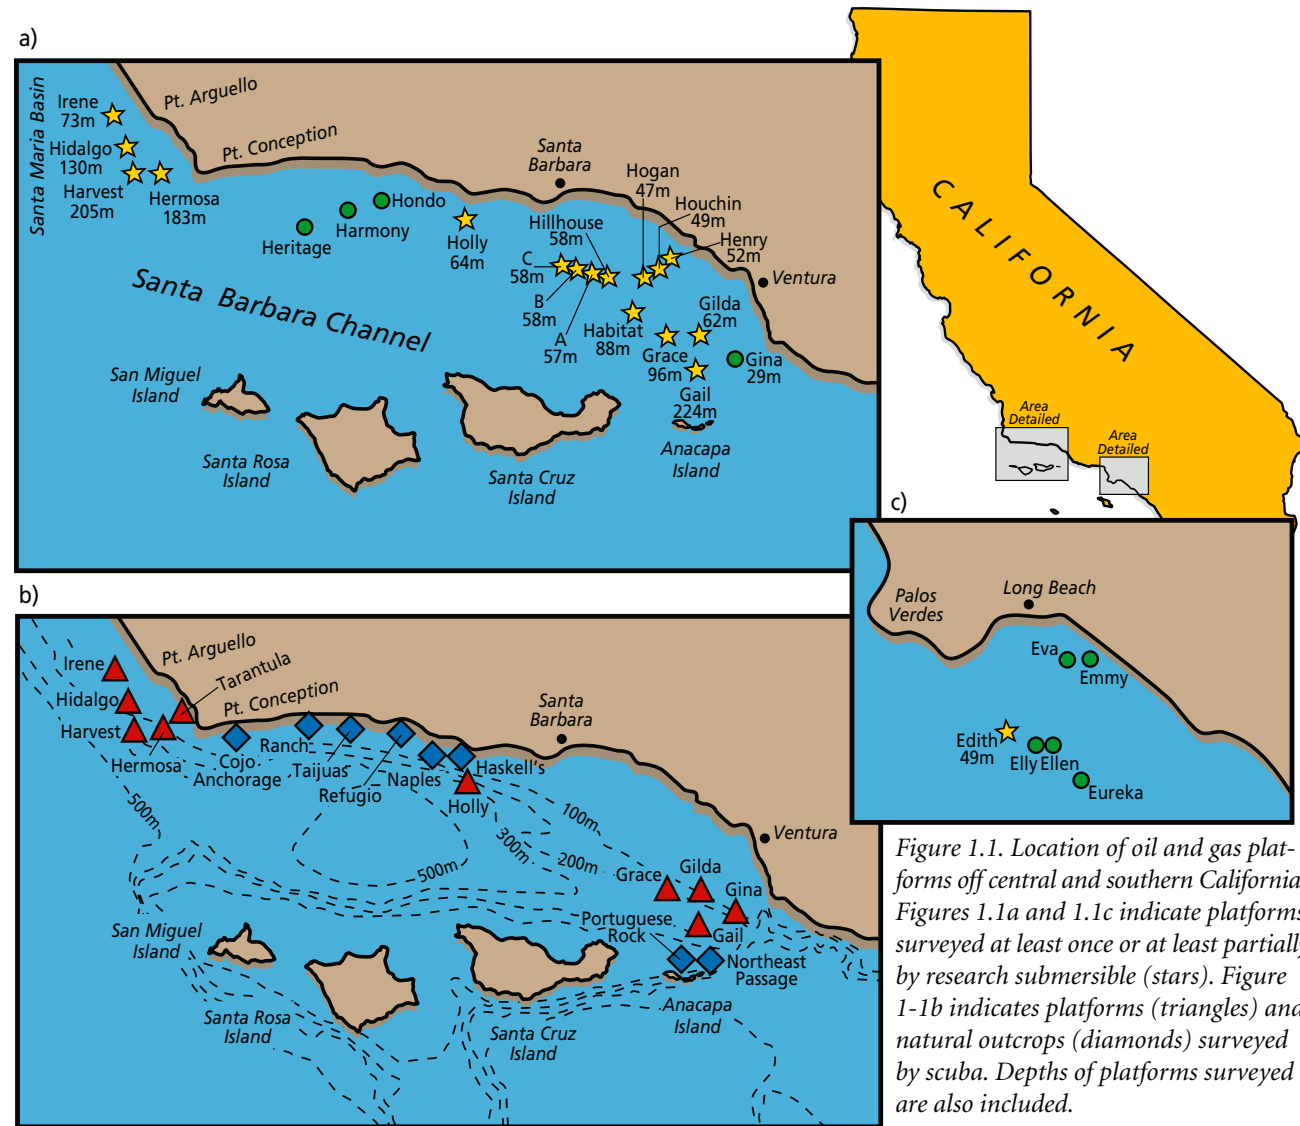 a)
Santa Maria Basin
Irene
73m
Hidalgo
130m
Harvest
205m
Hermosa
183m
Pt. Arguello
Pt. Conception
Heritage
Harmony
Hondo
Holly
64m
Santa
Barbara
Hillhouse
58m
C
58m
B
58m
A
57m
Hogan
47m
Houchin
49m
Henry
52m
Ventura
Habitat
88m
Gilda
62m
Grace
96m
Gina
29m
Gail
224m
Santa Barbara Channel
San Miguel
Island
Santa Rosa
Island
Santa Cruz
Island
Anacapa
Island
CALIFORNIA
Area
Detailed
Area
Detailed
b)
Irene
Hidalgo
Harvest
Hermosa
Pt. Arguello
Tarantula
Pt. Conception
Cojo
Anchorage
Ranch
Taijuas
Refugio
Naples
Haskell's
Holly
Santa
Barbara
Ventura
500m
500m
300m
200m
100m
Grace
Gilda
Gina
Gail
Portuguese
Rock
Northeast
Passage
San Miguel
Island
Santa Rosa
Island
Santa Cruz
Island
Anacapa
Island
c)
Palos
Verdes
Long Beach
Eva
Emmy
Edith
49m
Elly
Ellen
Eureka
Figure 1.1. Location of oil and gas plat-
forms off central and southern California
Figures 1.1a and 1.1c indicate platforms
surveyed at least once or at least partially
by research submersible (stars). Figure
1-1b indicates platforms (triangles) and
natural outcrops (diamonds) surveyed
by scuba. Depths of platforms surveyed
are also included.